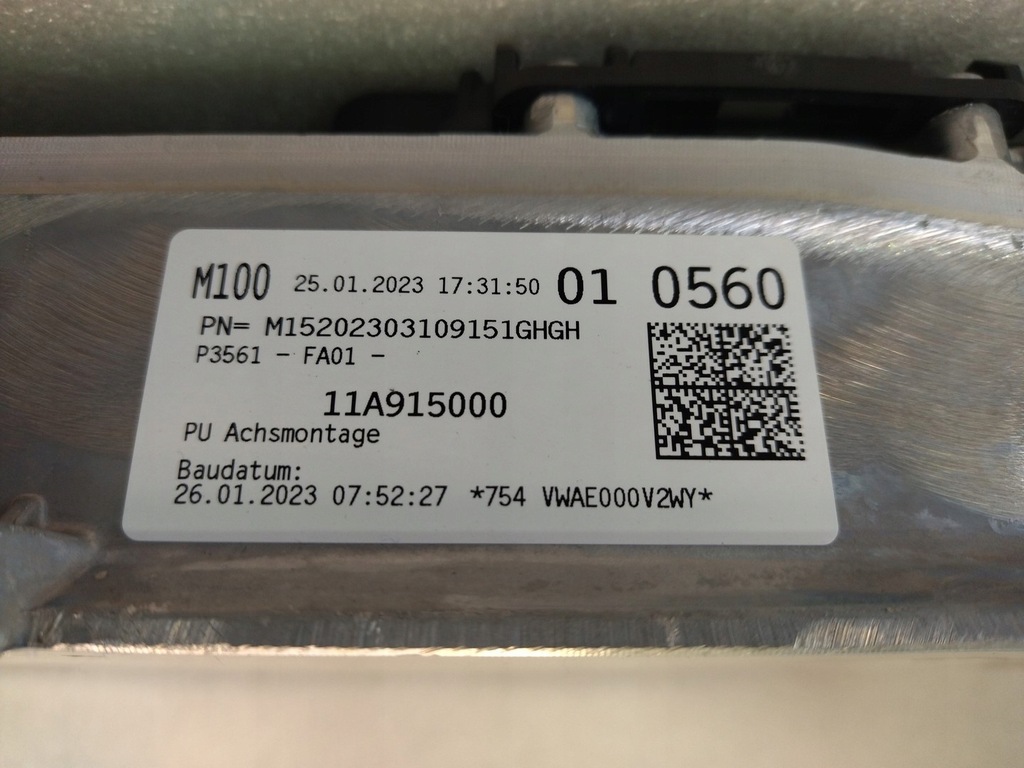 M100 25.01.2023 17:31:50 01 0560
PN= M15202303109151GHGH
P3561 - FA01 -
11A915000
PU Achsmontage
Baudatum:
26.01.2023 07:52:27 *754 VWAE000V2WY*